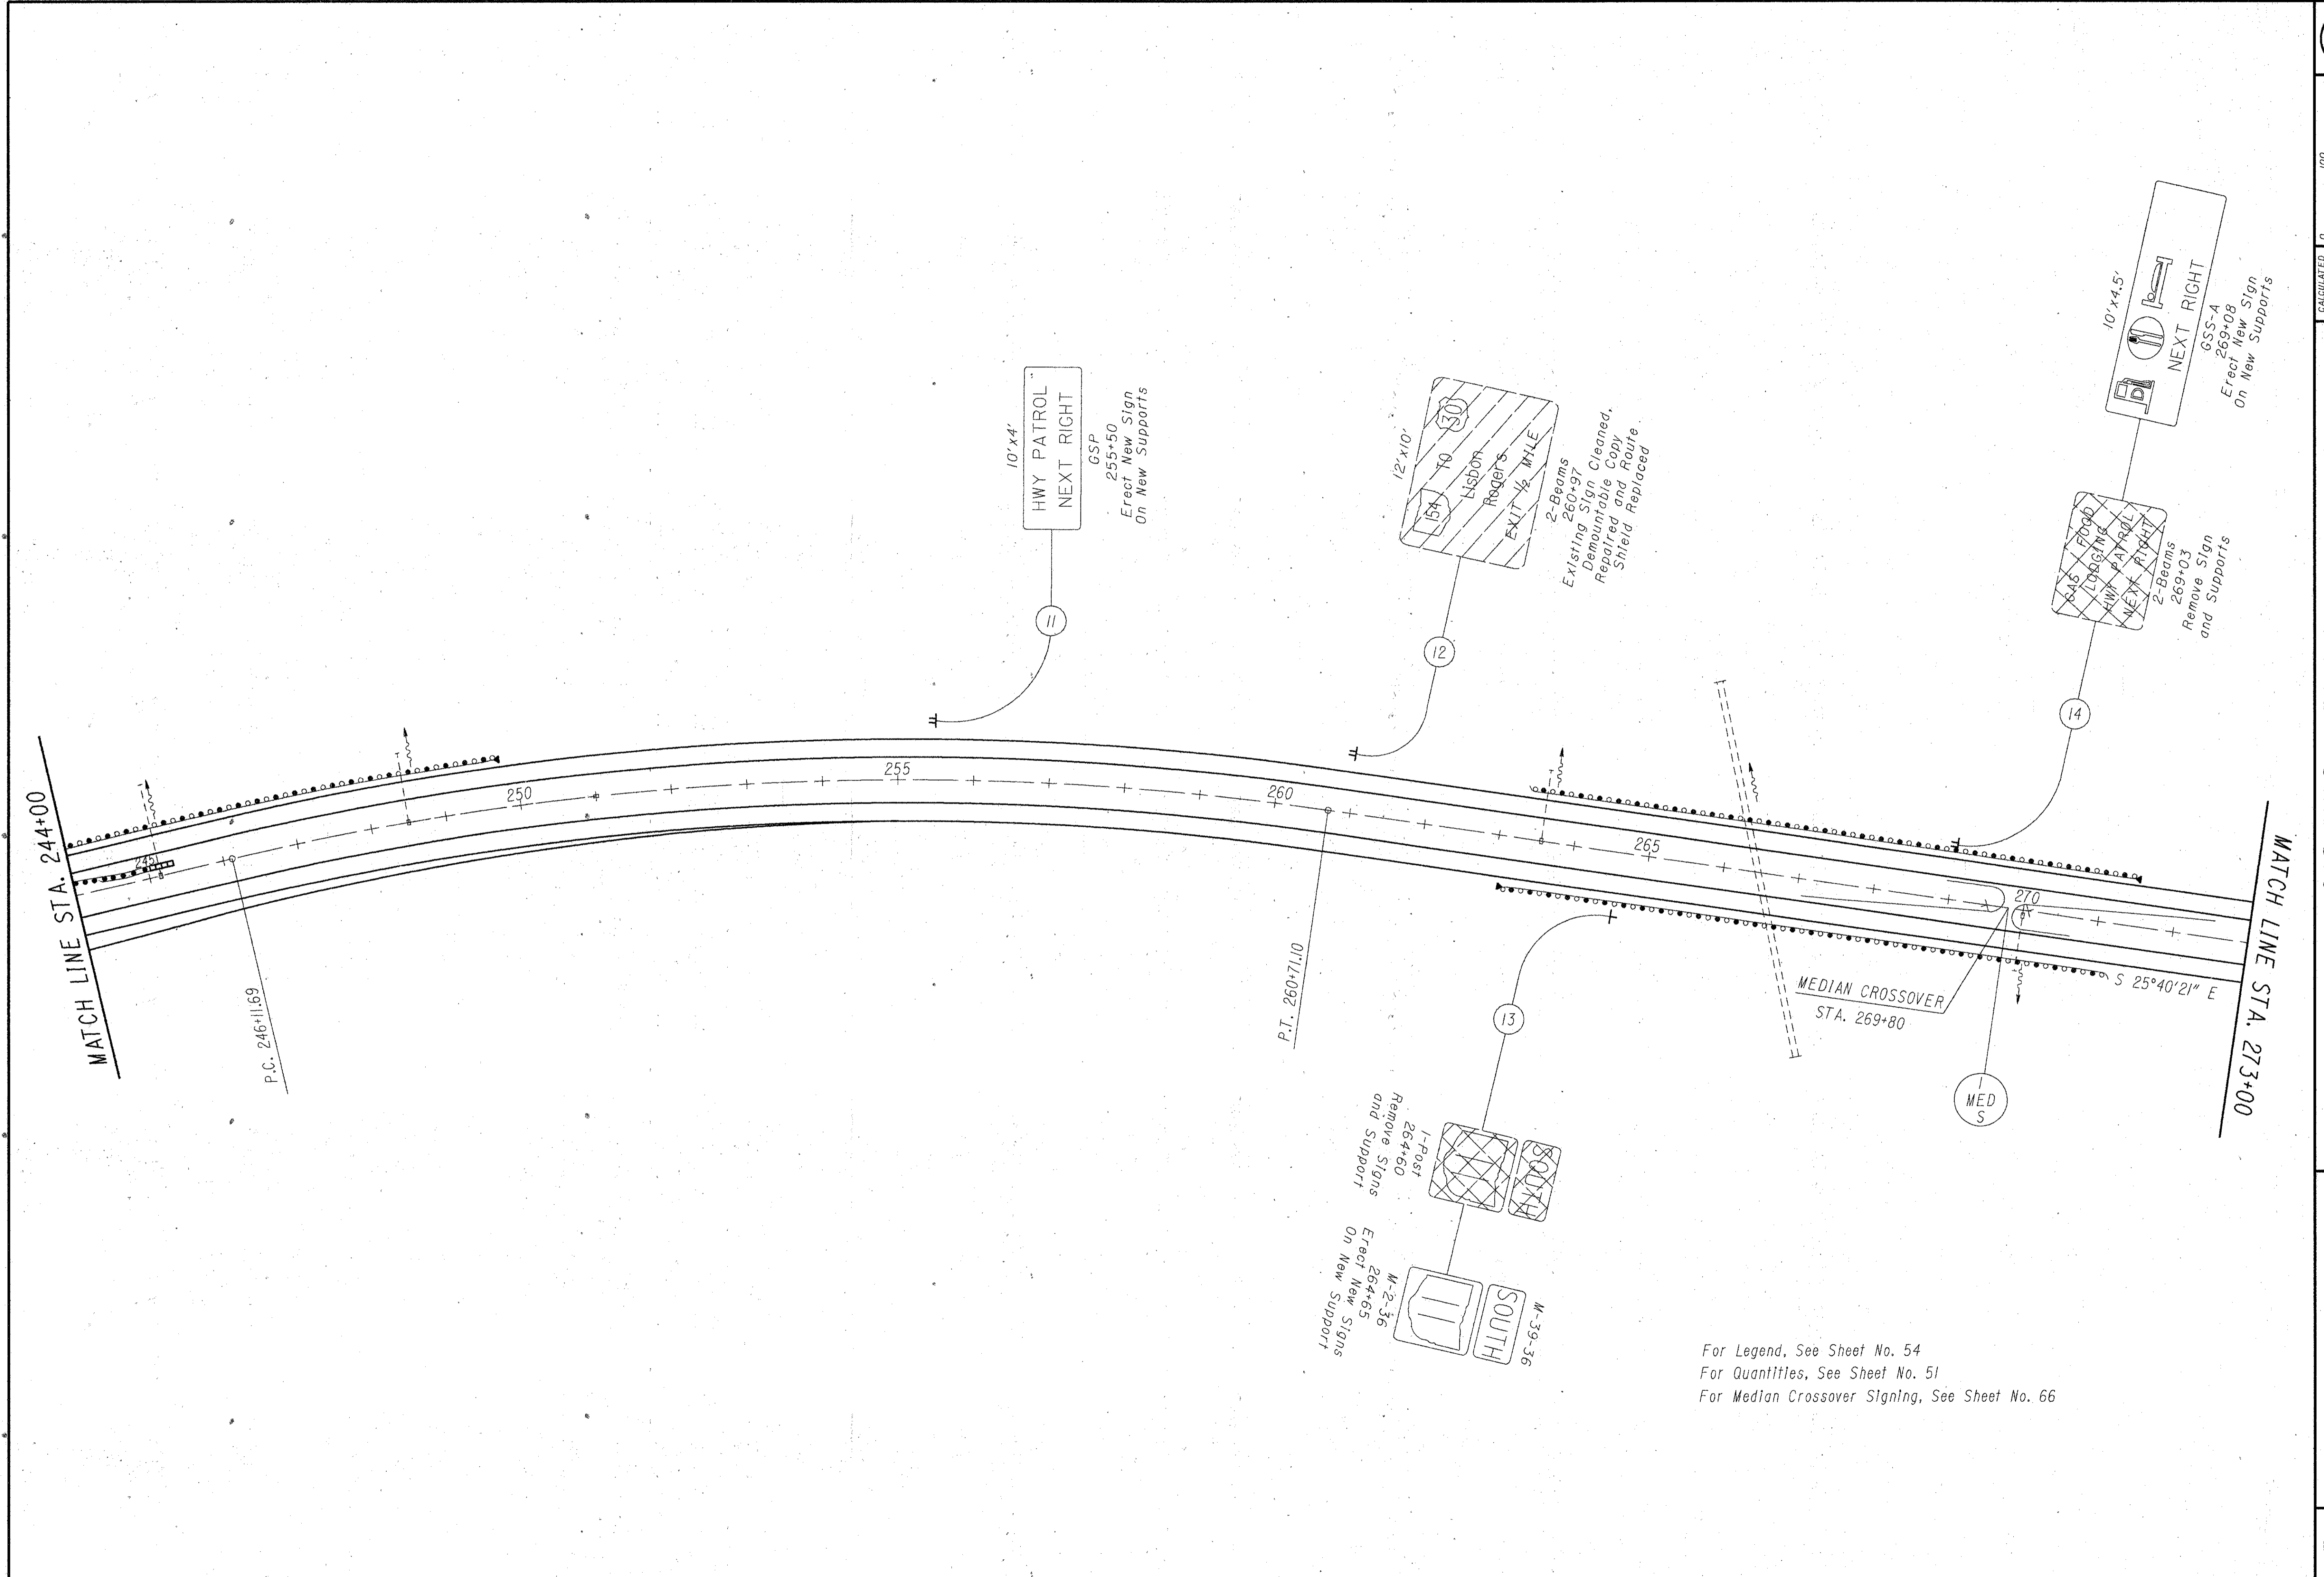 10'x4'
HWY PATROL
NEXT RIGHT
GSP
255+50
Erect New Sign
On New Supports
11
12'x10'
154 TO 30
Lisbon
Rogers
EXIT 1/2 MILE
2-Beams
260+97
Existing Sign Cleaned,
Demountable Copy
Repaired and Route
Shield Replaced
12
10'x4.5'
NEXT RIGHT
GSS-A
269+08
Erect New Sign
On New Supports
GAS FOOD
LODGING
HWY PATROL
NEXT RIGHT
2-Beams
269+03
Remove Sign
and Supports
14
MATCH LINE STA. 244+00
245
250
255
260
265
270
P.C. 246+11.69
P.T. 260+71.10
S 25°40'21" E
MATCH LINE STA. 273+00
MEDIAN CROSSOVER
STA. 269+80
1
MED
S
13
SOUTH
11
1-Post
264+60
Remove Signs
and Support
M-39-36
SOUTH
11
M-2-36
264+65
Erect New Signs
On New Support
For Legend, See Sheet No. 54
For Quantities, See Sheet No. 51
For Median Crossover Signing, See Sheet No. 66
CALCULATED